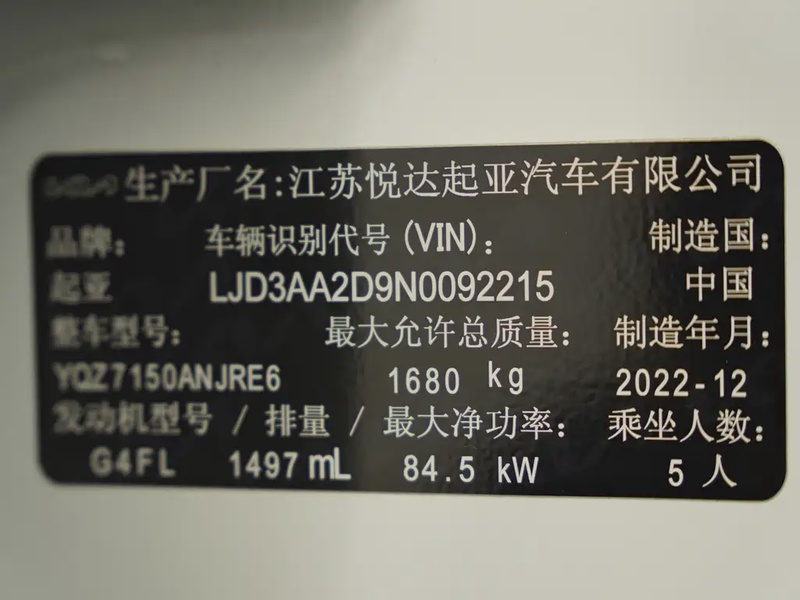 生产厂名:江苏悦达起亚汽车有限公司
品牌: 车辆识别代号(VIN): 制造国:
起亚 LJD3AA2D9N0092215 中国
整车型号: 最大允许总质量: 制造年月:
YQZ7150ANJRE6 1680 kg 2022-12
发动机型号 / 排量 / 最大净功率: 乘坐人数:
G4FL 1497 mL 84.5 kW 5 人